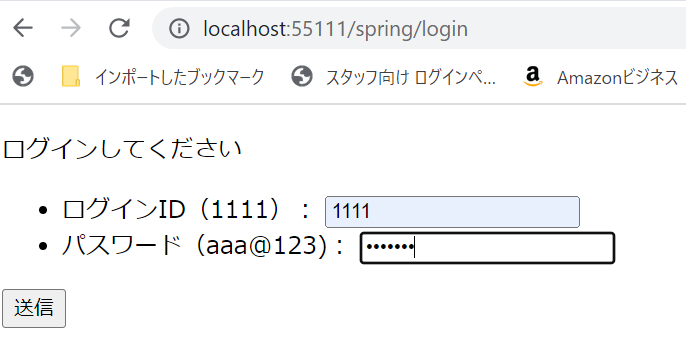 localhost:55111/spring/login
インポートしたブックマーク スタッフ向け ログインペ... Amazonビジネス
ログインしてください
• ログインID（1111）： 1111
• パスワード（aaa@123)： •••••••
送信